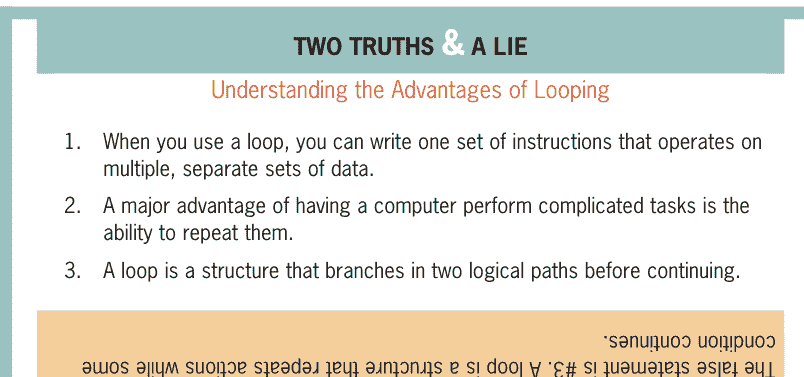 TWO TRUTHS & A LIE
Understanding the Advantages of Looping
1. When you use a loop, you can write one set of instructions that operates on
multiple, separate sets of data.
2. A major advantage of having a computer perform complicated tasks is the
ability to repeat them.
3. A loop is a structure that branches in two logical paths before continuing.
The false statement is #3. A loop is a structure that repeats actions while some
condition continues.